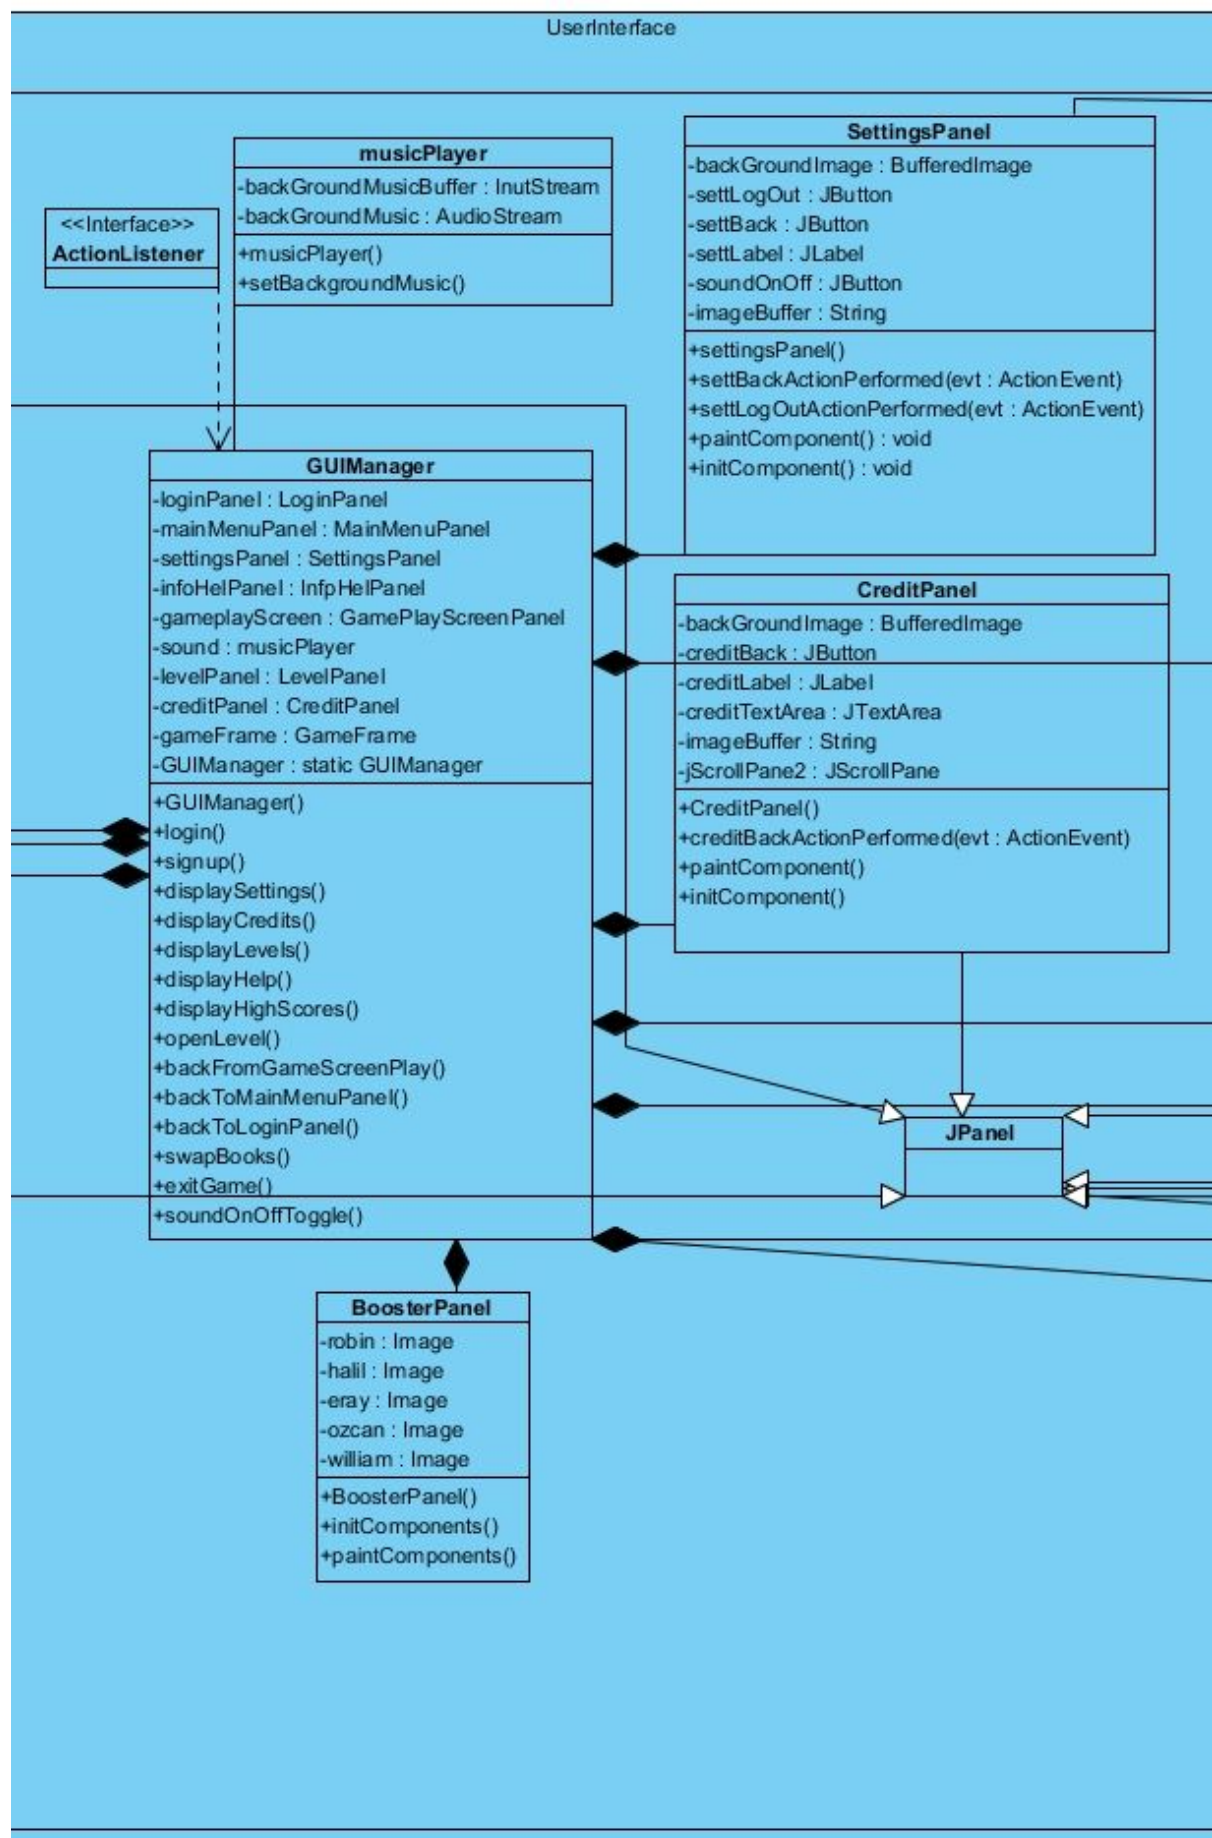 UserInterface
musicPlayer
-backGroundMusicBuffer : InutStream
-backGroundMusic : AudioStream
+musicPlayer()
+setBackgroundMusic()
<<Interface>>
ActionListener
SettingsPanel
-backGroundImage : BufferedImage
-settLogOut : JButton
-settBack : JButton
-settLabel : JLabel
-soundOnOff : JButton
-imageBuffer : String
+settingsPanel()
+settBackActionPerformed(evt : ActionEvent)
+settLogOutActionPerformed(evt : ActionEvent)
+paintComponent() : void
+initComponent() : void
GUIManager
-loginPanel : LoginPanel
-mainMenuPanel : MainMenuPanel
-settingsPanel : SettingsPanel
-infoHelPanel : InfpHelPanel
-gameplayScreen : GamePlayScreenPanel
-sound : musicPlayer
-levelPanel : LevelPanel
-creditPanel : CreditPanel
-gameFrame : GameFrame
-GUIManager : static GUIManager
+GUIManager()
+login()
+signup()
+displaySettings()
+displayCredits()
+displayLevels()
+displayHelp()
+displayHighScores()
+openLevel()
+backFromGameScreenPlay()
+backToMainMenuPanel()
+backToLoginPanel()
+swapBooks()
+exitGame()
+soundOnOffToggle()
CreditPanel
-backGroundImage : BufferedImage
-creditBack : JButton
-creditLabel : JLabel
-creditTextArea : JTextArea
-imageBuffer : String
-jScrollPane2 : JScrollPane
+CreditPanel()
+creditBackActionPerformed(evt : ActionEvent)
+paintComponent()
+initComponent()
JPanel
BoosterPanel
-robin : Image
-halil : Image
-eray : Image
-ozcan : Image
-william : Image
+BoosterPanel()
+initComponents()
+paintComponents()